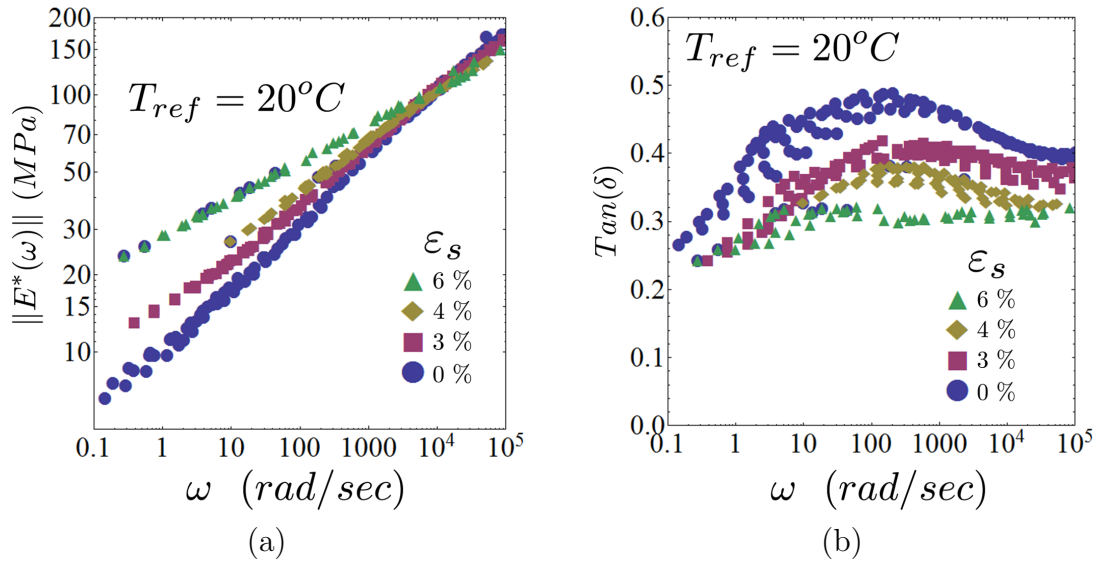 200
150
100
70
50
30
20
15
10
‖E*(ω)‖ (MPa)
T_ref = 20°C
ε_s
6 %
4 %
3 %
0 %
0.1 1 10 100 1000 10^4 10^5
ω (rad/sec)
(a)
0.6
0.5
0.4
0.3
0.2
0.1
0.0
Tan(δ)
T_ref = 20°C
ε_s
6 %
4 %
3 %
0 %
0.1 1 10 100 1000 10^4 10^5
ω (rad/sec)
(b)